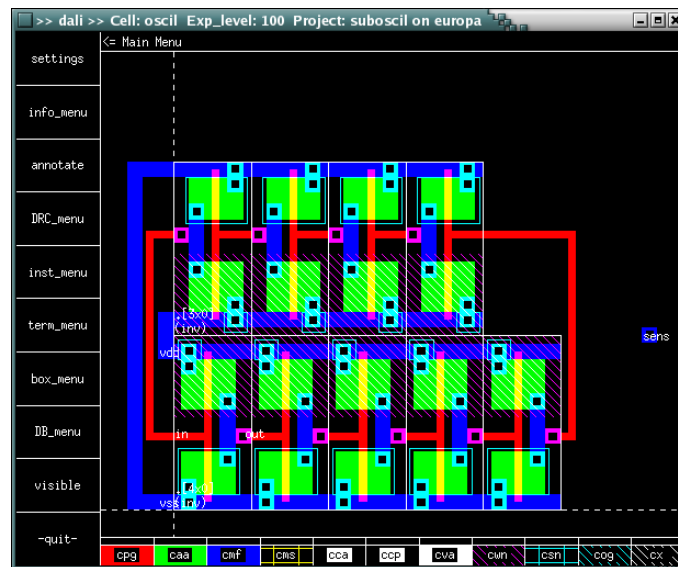 >> dali >> Cell: oscil Exp_level: 100 Project: suboscil on europa
<= Main Menu
settings
info_menu
annotate
DRC_menu
inst_menu
.[3x0]
(inv)
term_menu
sens
vdd
box_menu
DB_menu
in out
visible
.[4x0]
vss(inv)
-quit-
cpg caa cmf cms cca ccp cva cwn csn cog cx